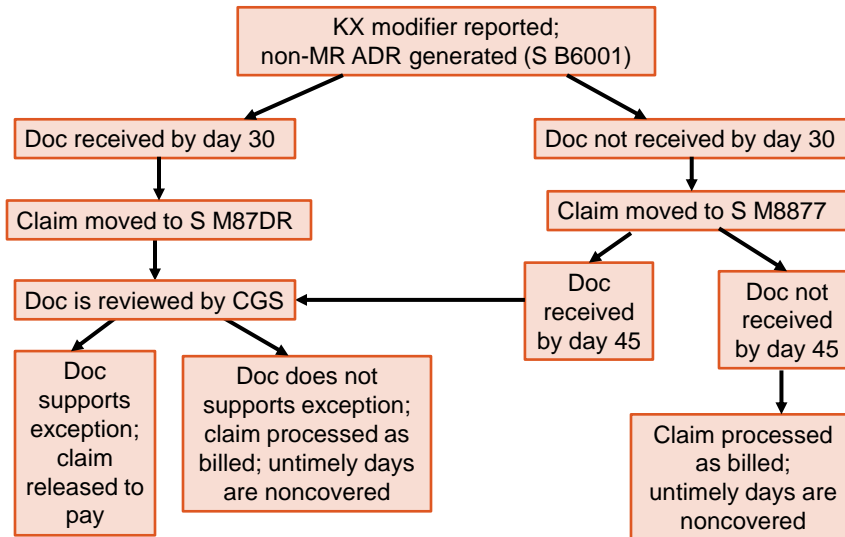 KX modifier reported;
non-MR ADR generated (S B6001)
Doc received by day 30
Doc not received by day 30
Claim moved to S M87DR
Claim moved to S M8877
Doc is reviewed by CGS
Doc
received
by day 45
Doc not
received
by day 45
Doc
supports
exception;
claim
released to
pay
Doc does not
supports exception;
claim processed as
billed; untimely days
are noncovered
Claim processed
as billed;
untimely days are
noncovered